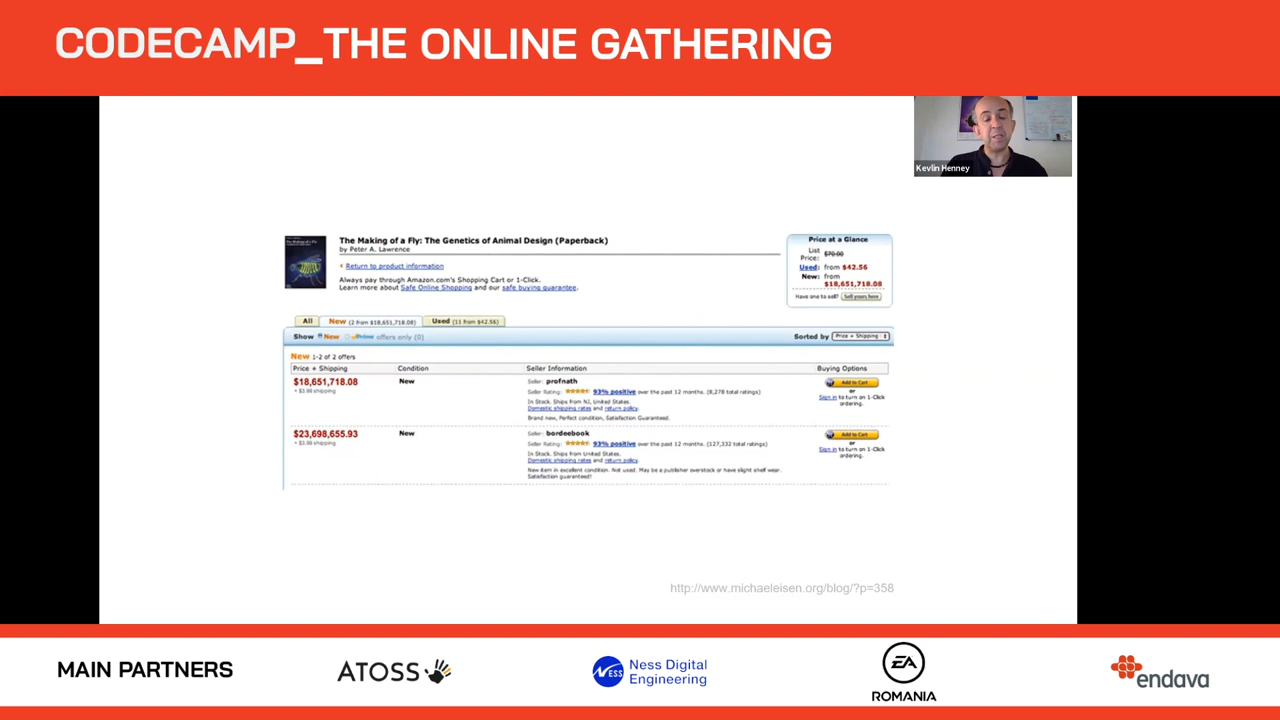 CODECAMP_THE ONLINE GATHERING
Kevlin Henney
The Making of a Fly: The Genetics of Animal Design (Paperback)
by Peter A. Lawrence
Return to product information
Always pay through Amazon.com's Shopping Cart or 1-Click.
Learn more about Safe Online Shopping and our safe buying guarantee.
Price at a Glance
List Price: $70.00
Used: from $42.56
New: from $18,651,718.08
Have one to sell? Sell yours here
All New (2 from $18,651,718.08) Used (11 from $42.56)
Show New Prime offers only (0) Sorted by Price + Shipping
New 1-2 of 2 offers
Price + Shipping Condition Seller Information Buying Options
$18,651,718.08 New Seller: profnath Add to Cart
+ $3.99 shipping
Seller Rating: 93% positive over the past 12 months. (8,278 total ratings)
or
In Stock. Ships from NJ, United States.
Domestic shipping rates and return policy.
Brand new, Perfect condition, Satisfaction Guaranteed.
Sign in to turn on 1-Click ordering.
$23,698,655.93 New Seller: bordeebook Add to Cart
+ $3.99 shipping
Seller Rating: 93% positive over the past 12 months. (127,332 total ratings)
or
In Stock. Ships from United States.
Domestic shipping rates and return policy.
New item in excellent condition. Not used. May be a publisher overstock or have slight shelf wear.
Satisfaction guaranteed!
Sign in to turn on 1-Click ordering.
http://www.michaeleisen.org/blog/?p=358
MAIN PARTNERS
ATOSS
NESS
Ness Digital
Engineering
EA
ROMANIA
endava